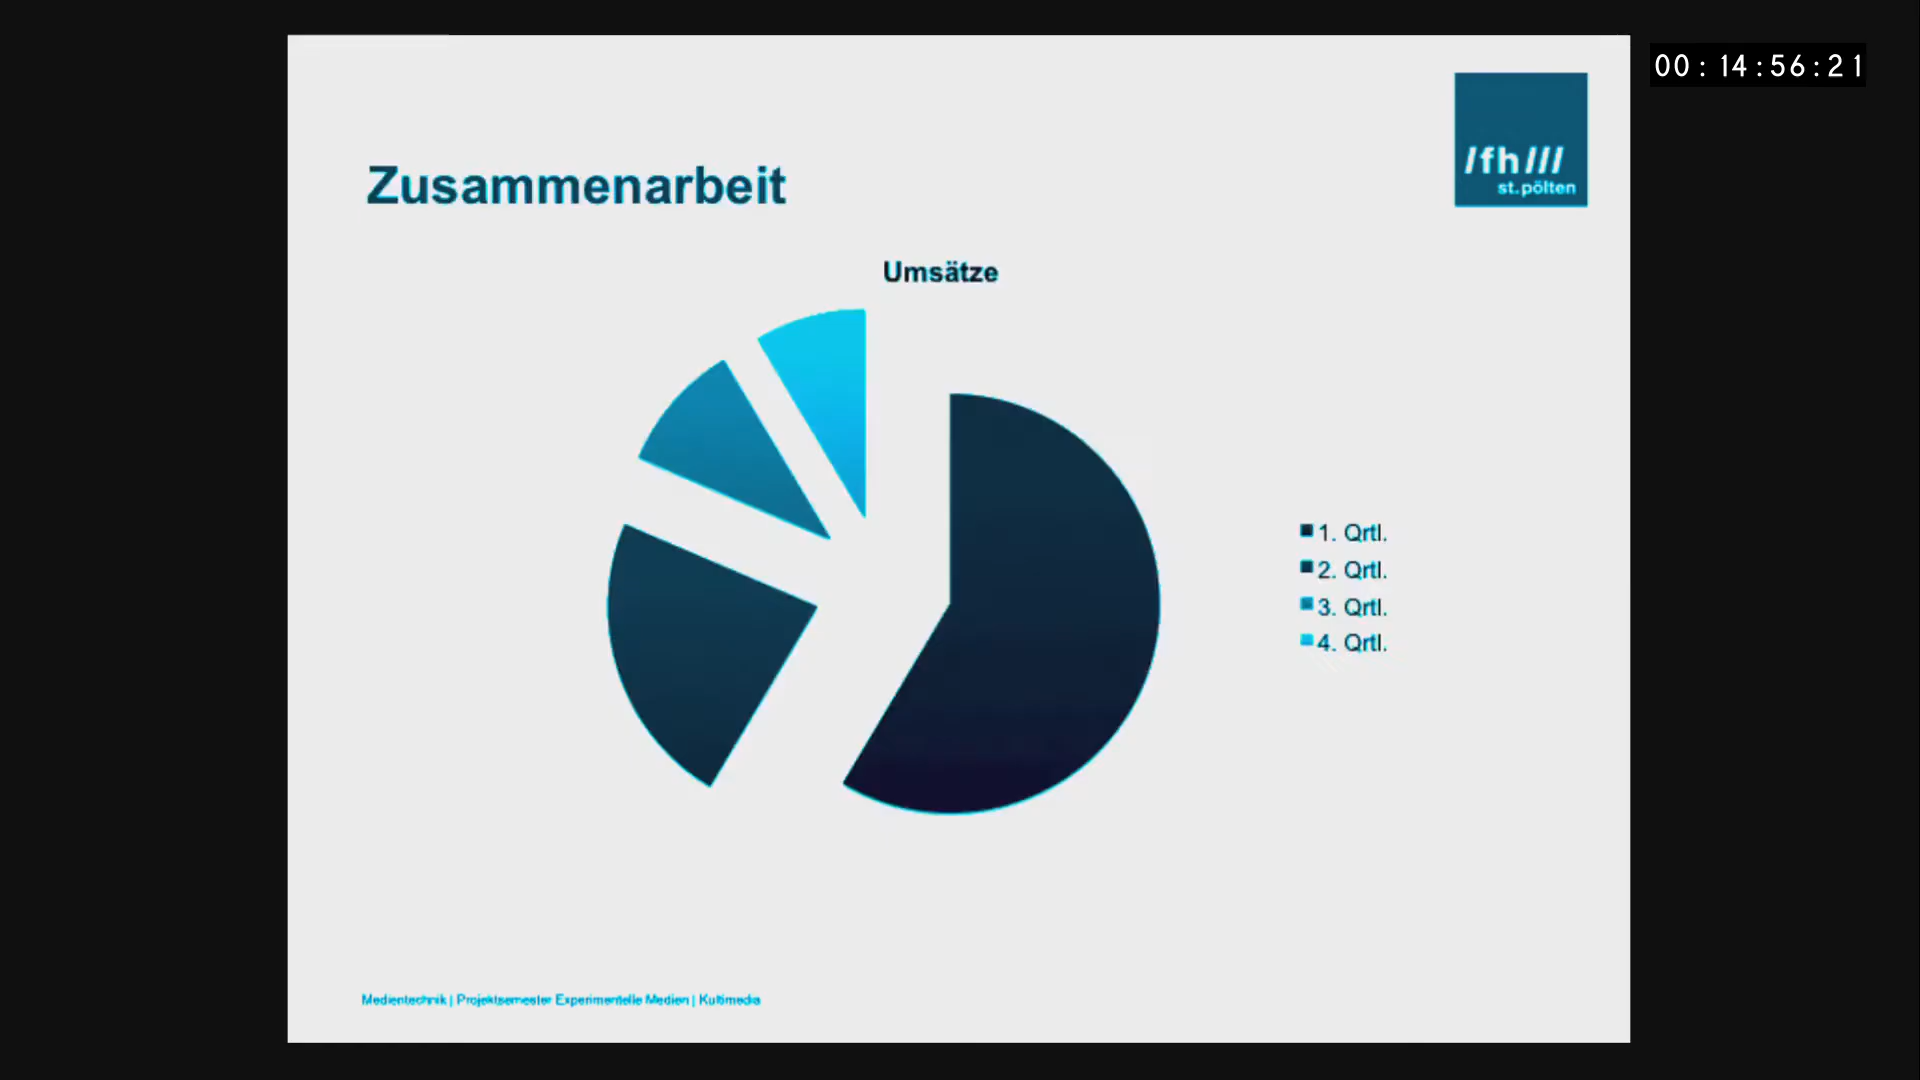 00:14:56:21
/fh///
st.pölten
Zusammenarbeit
Umsätze
1. Qrtl.
2. Qrtl.
3. Qrtl.
4. Qrtl.
Medientechnik | Projektsemester Experimentelle Medien | Kultimedia